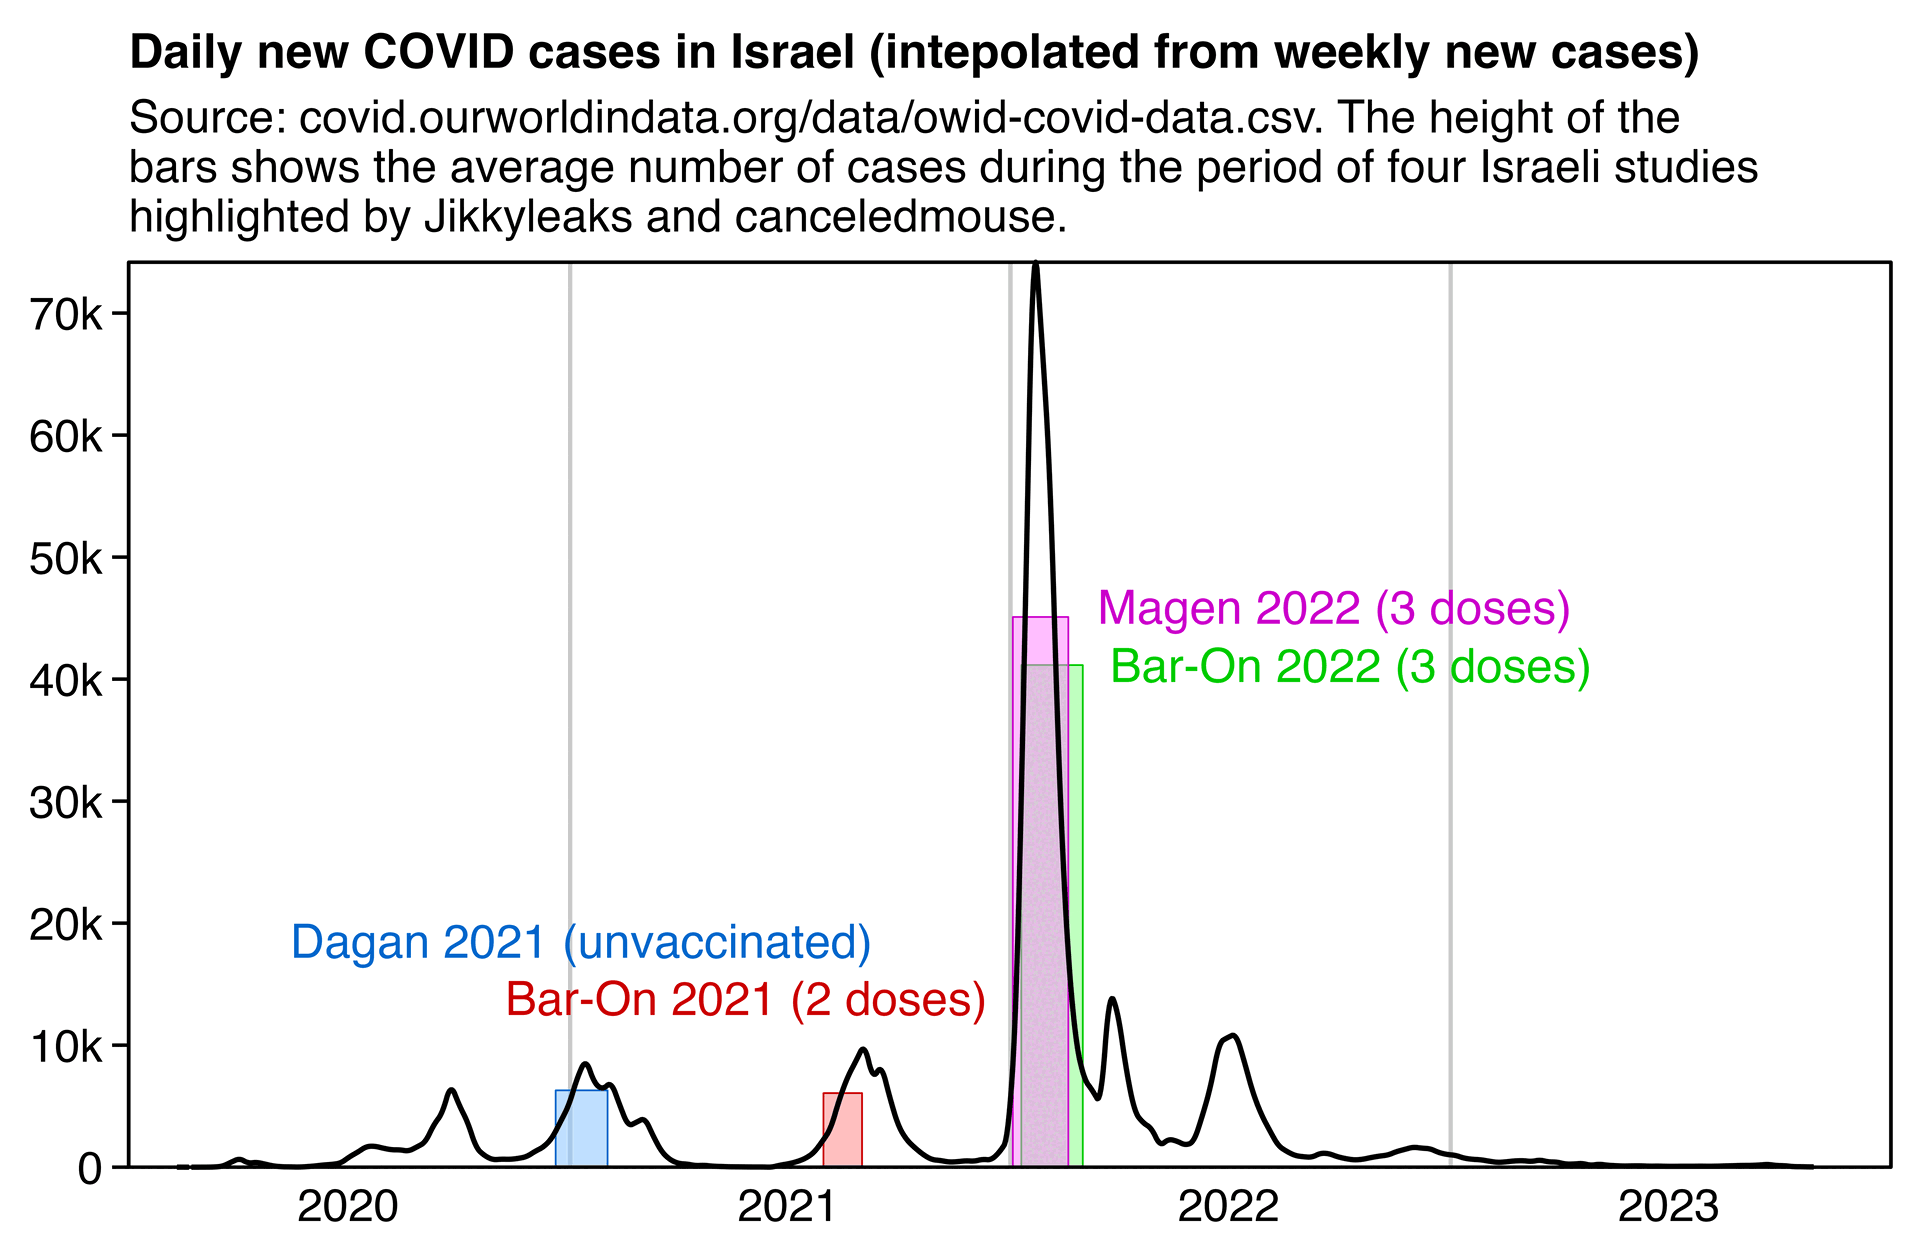 Daily new COVID cases in Israel (intepolated from weekly new cases)
Source: covid.ourworldindata.org/data/owid-covid-data.csv. The height of the
bars shows the average number of cases during the period of four Israeli studies
highlighted by Jikkyleaks and canceledmouse.
70k
60k
50k
40k
30k
20k
10k
0
Magen 2022 (3 doses)
Bar-On 2022 (3 doses)
Dagan 2021 (unvaccinated)
Bar-On 2021 (2 doses)
2020
2021
2022
2023